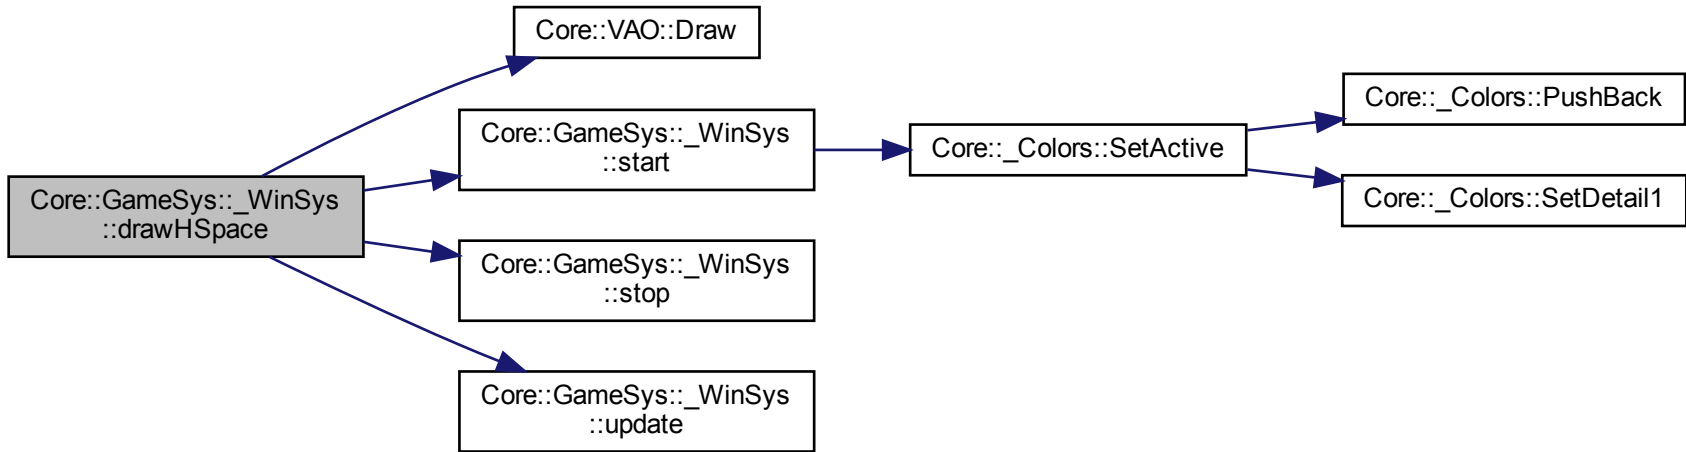 Core::GameSys::_WinSys
::drawHSpace
Core::VAO::Draw
Core::GameSys::_WinSys
::start
Core::GameSys::_WinSys
::stop
Core::GameSys::_WinSys
::update
Core::_Colors::SetActive
Core::_Colors::PushBack
Core::_Colors::SetDetail1